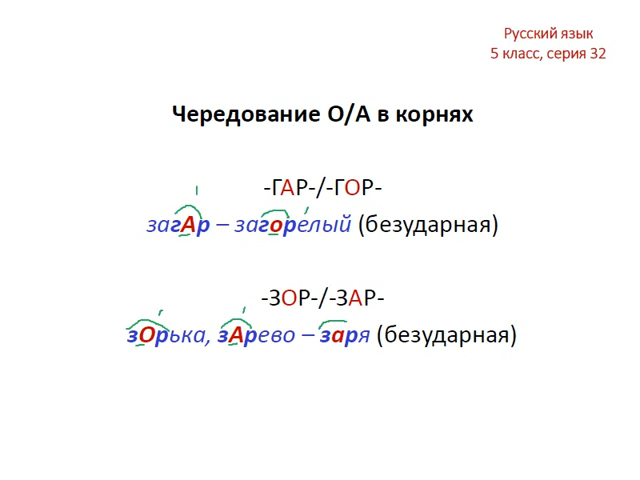 Русский язык
5 класс, серия 32
Чередование О/А в корнях
-ГАР-/-ГОР-
загАр – загорелый (безударная)
-ЗОР-/-ЗАР-
зОрька, зАрево – заря (безударная)